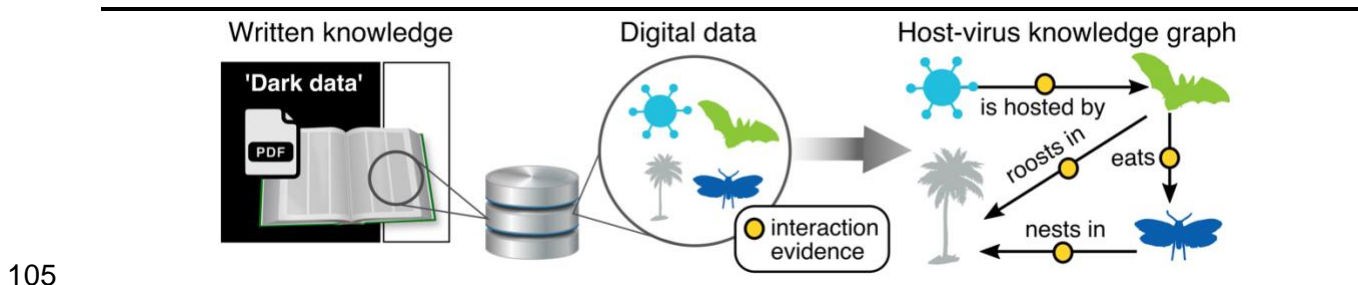 Written knowledge
'Dark data'
PDF
Digital data
interaction
evidence
Host-virus knowledge graph
is hosted by
roosts in
eats
nests in
105